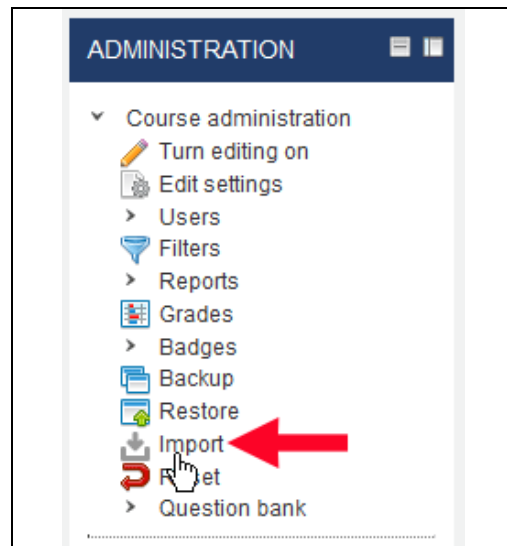 ADMINISTRATION
Course administration
Turn editing on
Edit settings
Users
Filters
Reports
Grades
Badges
Backup
Restore
Import
Question bank